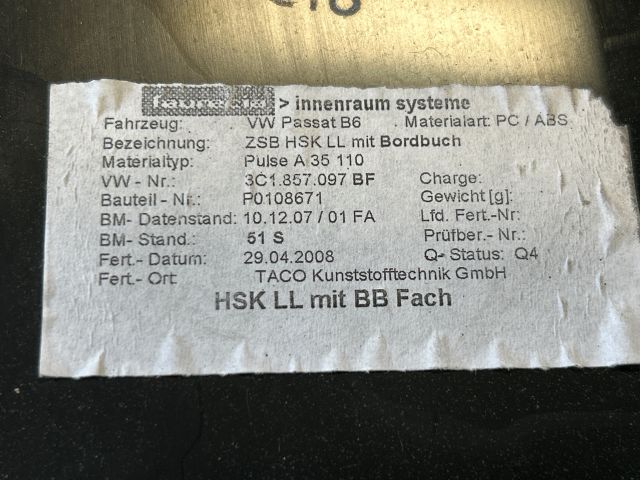 > innenraum systeme
Fahrzeug: VW Passat B6 Materialart: PC / ABS
Bezeichnung: ZSB HSK LL mit Bordbuch
Materialtyp: Pulse A 35 110
VW - Nr.: 3C1.857.097 BF Charge:
Bauteil - Nr.: P0108671 Gewicht [g]:
BM- Datenstand: 10.12.07 / 01 FA Lfd. Fert.-Nr:
BM- Stand.: 51 S Prüfber.- Nr.:
Fert.- Datum: 29.04.2008 Q- Status: Q4
Fert.- Ort: TACO Kunststofftechnik GmbH
HSK LL mit BB Fach